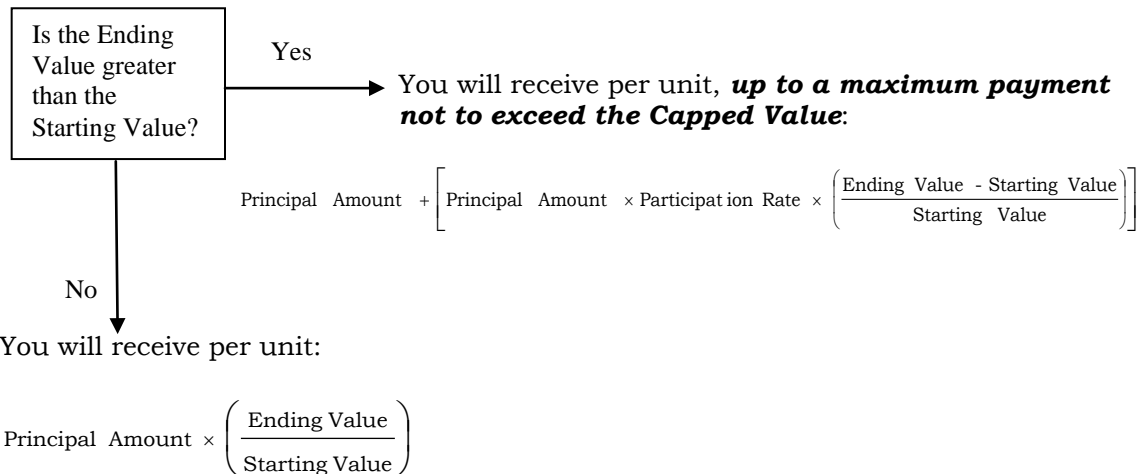 Is the Ending
Value greater
than the
Starting Value?
Yes
You will receive per unit, up to a maximum payment
not to exceed the Capped Value:
Principal Amount + [Principal Amount × Participat ion Rate × (Ending Value - Starting Value / Starting Value)]
No
You will receive per unit:
Principal Amount × (Ending Value / Starting Value)